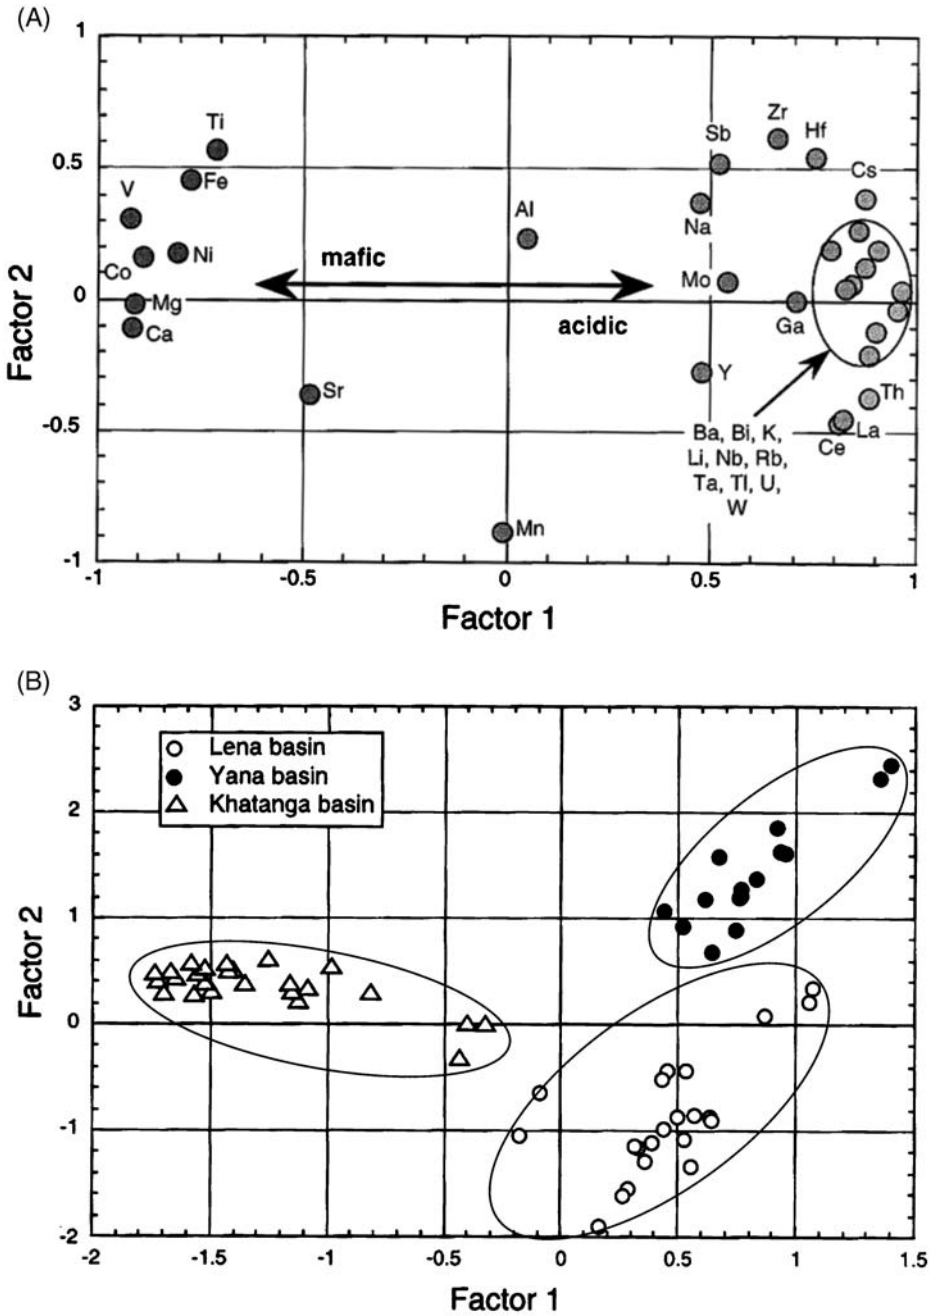 (A)
1
Zr
Sb
Hf
Ti
0.5
Fe
Cs
V
Al
Na
Ni
mafic
Co
Mo
Factor 2
0
Mg
acidic
Ga
Ca
Y
Sr
Th
-0.5
La
Ce
Ba, Bi, K,
Li, Nb, Rb,
Ta, Tl, U,
W
Mn
-1
-1 -0.5 0 0.5 1
Factor 1
(B)
3
Lena basin
Yana basin
Khatanga basin
2
1
Factor 2
0
-1
-2
-2 -1.5 -1 -0.5 0 0.5 1 1.5
Factor 1